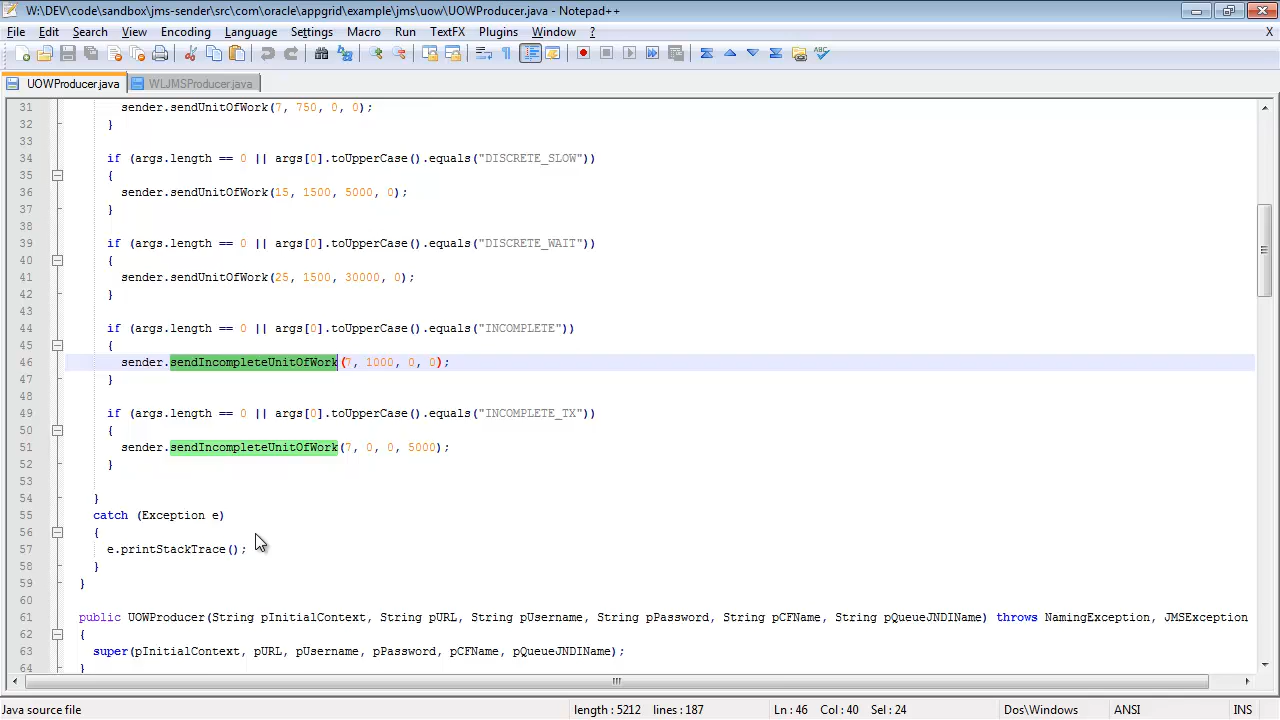 W:\DEV\code\sandbox\jms-sender\src\com\oracle\appgrid\example\jms\uow\UOWProducer.java - Notepad++
File Edit Search View Encoding Language Settings Macro Run TextFX Plugins Window ? X
UOWProducer.java WLJMSProducer.java
31 sender.sendUnitOfWork(7, 750, 0, 0);
32 }
33
34 if (args.length == 0 || args[0].toUpperCase().equals("DISCRETE_SLOW"))
35 {
36 sender.sendUnitOfWork(15, 1500, 5000, 0);
37 }
38
39 if (args.length == 0 || args[0].toUpperCase().equals("DISCRETE_WAIT"))
40 {
41 sender.sendUnitOfWork(25, 1500, 30000, 0);
42 }
43
44 if (args.length == 0 || args[0].toUpperCase().equals("INCOMPLETE"))
45 {
46 sender.sendIncompleteUnitOfWork(7, 1000, 0, 0);
47 }
48
49 if (args.length == 0 || args[0].toUpperCase().equals("INCOMPLETE_TX"))
50 {
51 sender.sendIncompleteUnitOfWork(7, 0, 0, 5000);
52 }
53
54 }
55 catch (Exception e)
56 {
57 e.printStackTrace();
58 }
59 }
60
61 public UOWProducer(String pInitialContext, String pURL, String pUsername, String pPassword, String pCFName, String pQueueJNDIName) throws NamingException, JMSException
62 {
63 super(pInitialContext, pURL, pUsername, pPassword, pCFName, pQueueJNDIName);
64 }
Java source file length : 5212 lines : 187 Ln : 46 Col : 40 Sel : 24 Dos\Windows ANSI INS